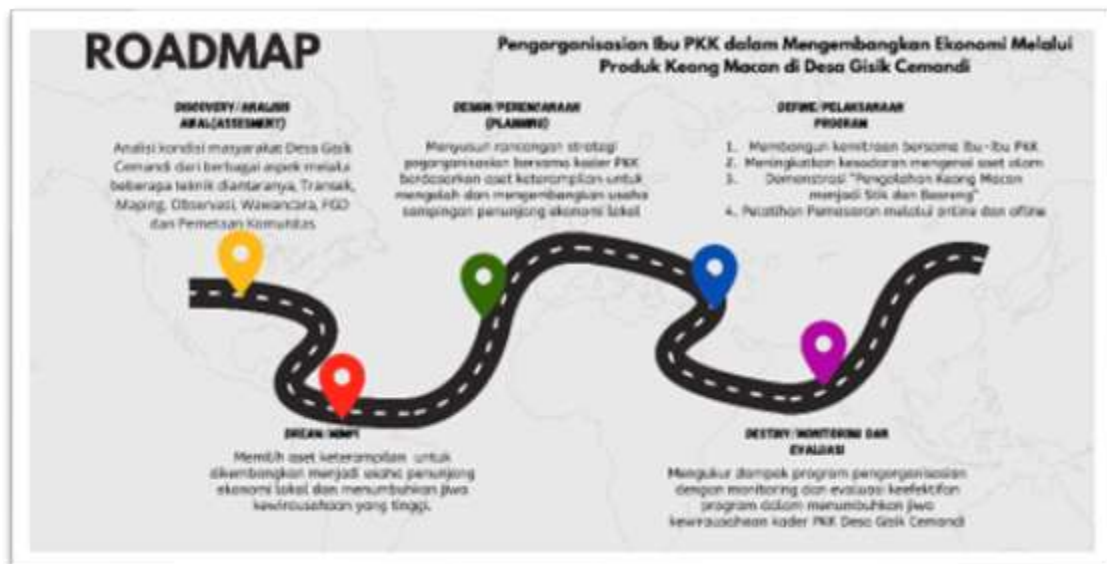 ROADMAP
Pengorganisasian Ibu PKK dalam Mengembangkan Ekonomi Melalui
Produk Keong Macan di Desa Gisik Cemandi
DISCOVERY/ANALISIS
AWAL(ASSESMENT)
Analisi kondisi masyarakat Desa Gisik
Cemandi dari berbagai aspek melalui
beberapa teknik diantaranya, Transek,
Maping, Observasi, Wawancara, FGD
dan Pemetaan Komunitas
DESIGN/PERENCANAAN
(PLANNING)
Menyusun rancangan strategi
pegorganisasian bersama kader PKK
berdasarkan aset keterampilan untuk
mengolah dan mengembangkan usaha
sampingan penunjang ekonomi lokal
DEFINE/PELAKSANAAN
PROGRAM
1. Membangun kemitraan bersama Ibu-Ibu PKK
2. Meningkatkan kesadaran mengenai aset alam
3. Demonstrasi "Pengolahan Keong Macan
menjadi Stik dan Basreng"
4. Pelatihan Pemasaran melalui online dan ofline
DREAM/MIMPI
Memilih aset keterampilan untuk
dikembangkan menjadi usaha penunjang
ekonomi lokal dan menumbuhkan jiwa
kewirausahaan yang tinggi.
DESTINY/MONITORING DAN
EVALUASI
Mengukur dampak program pengorganisasian
dengan monitoring dan evaluasi keefektifan
program dalam menumbuhkan jiwa
kewirausahaan kader PKK Desa Gisik Cemandi